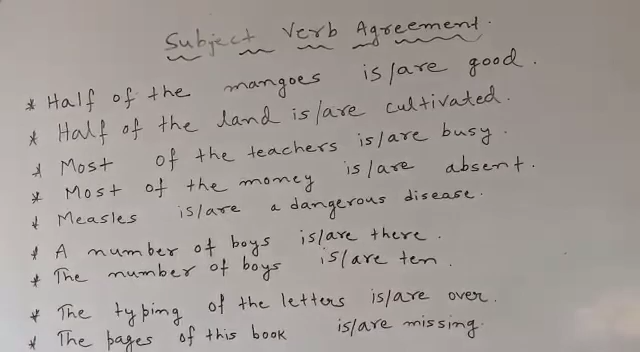 Subject Verb Agreement.
* Half of the mangoes is/are good.
* Half of the land is/are cultivated.
* Most of the teachers is/are busy.
* Most of the money is/are absent.
* Measles is/are a dangerous disease.
* A number of boys is/are there.
* The number of boys is/are ten.
* The typing of the letters is/are over.
* The pages of this book is/are missing.